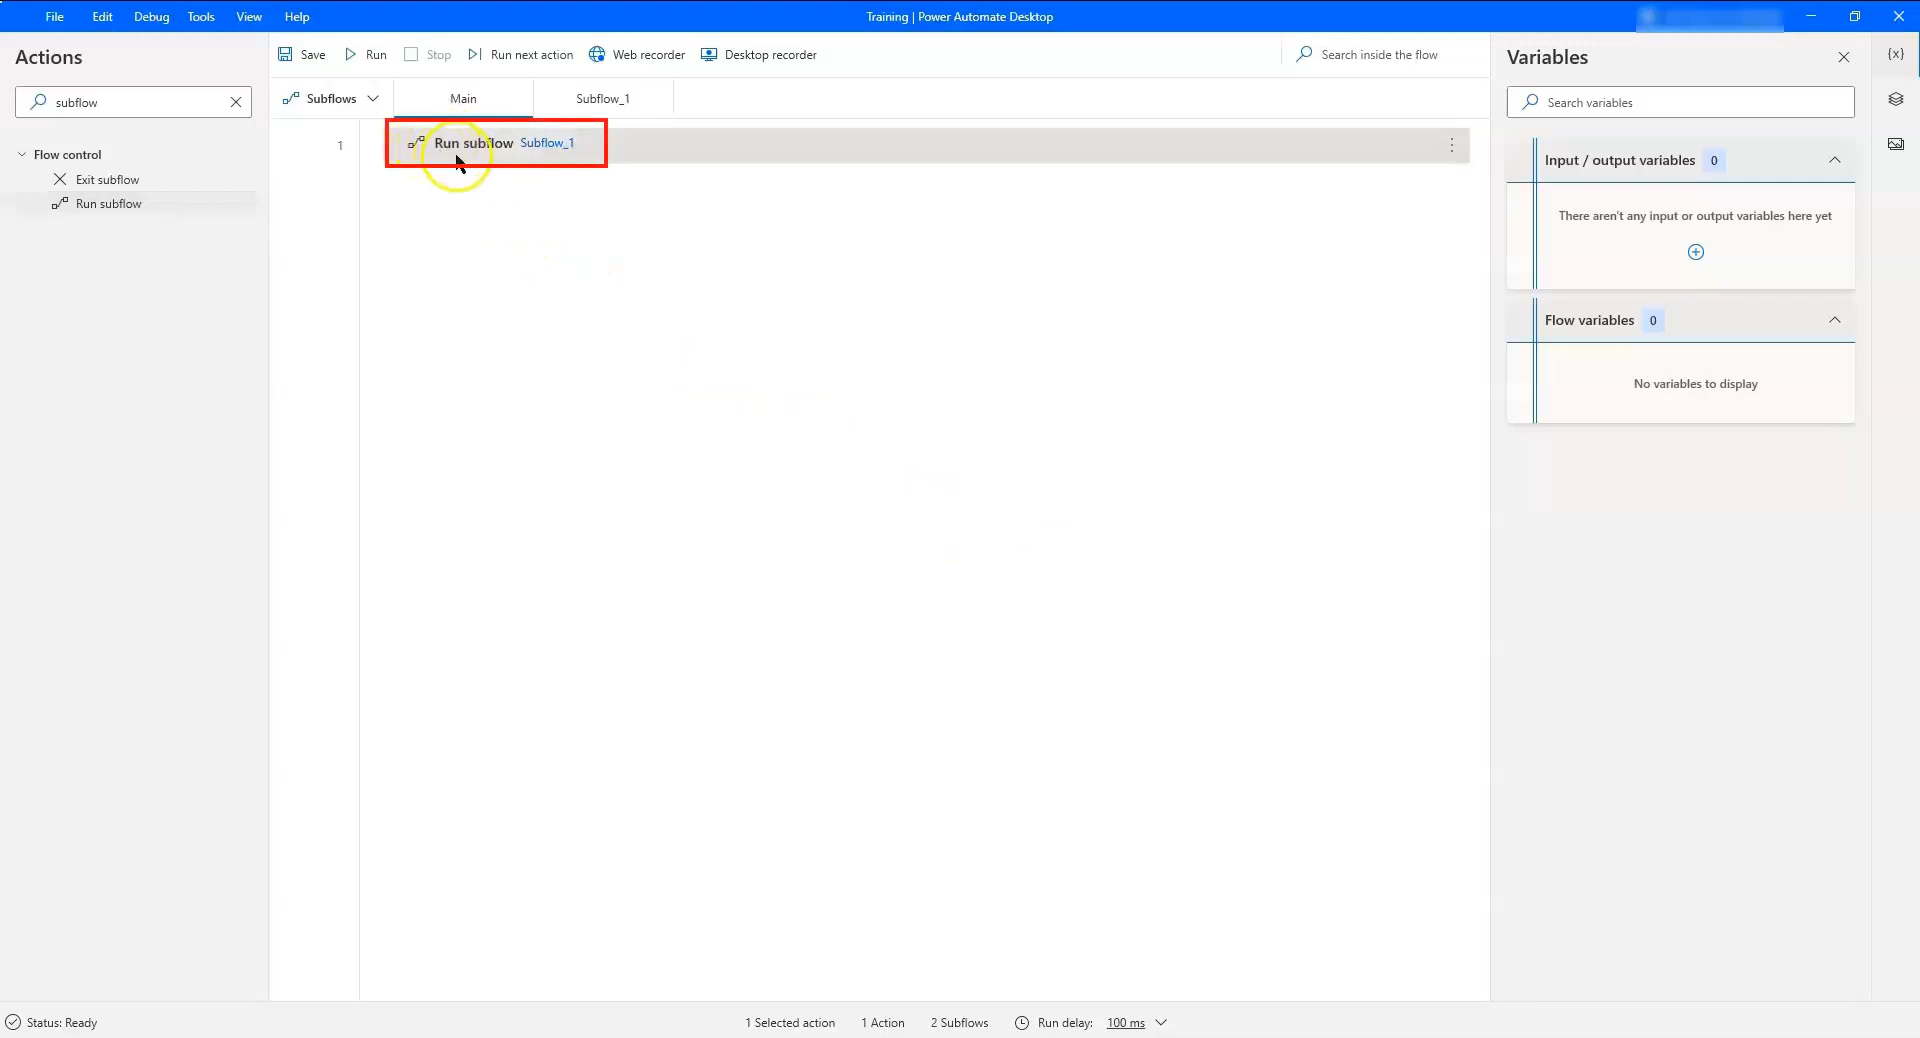 File Edit Debug Tools View Help
Training | Power Automate Desktop
Actions
subflow
Flow control
Exit subflow
Run subflow
Save Run Stop Run next action Web recorder Desktop recorder
Search inside the flow
Subflows Main Subflow_1
1 Run subflow Subflow_1
Variables
{x}
Search variables
Input / output variables 0
There aren't any input or output variables here yet
Flow variables 0
No variables to display
Status: Ready
1 Selected action 1 Action 2 Subflows Run delay: 100 ms